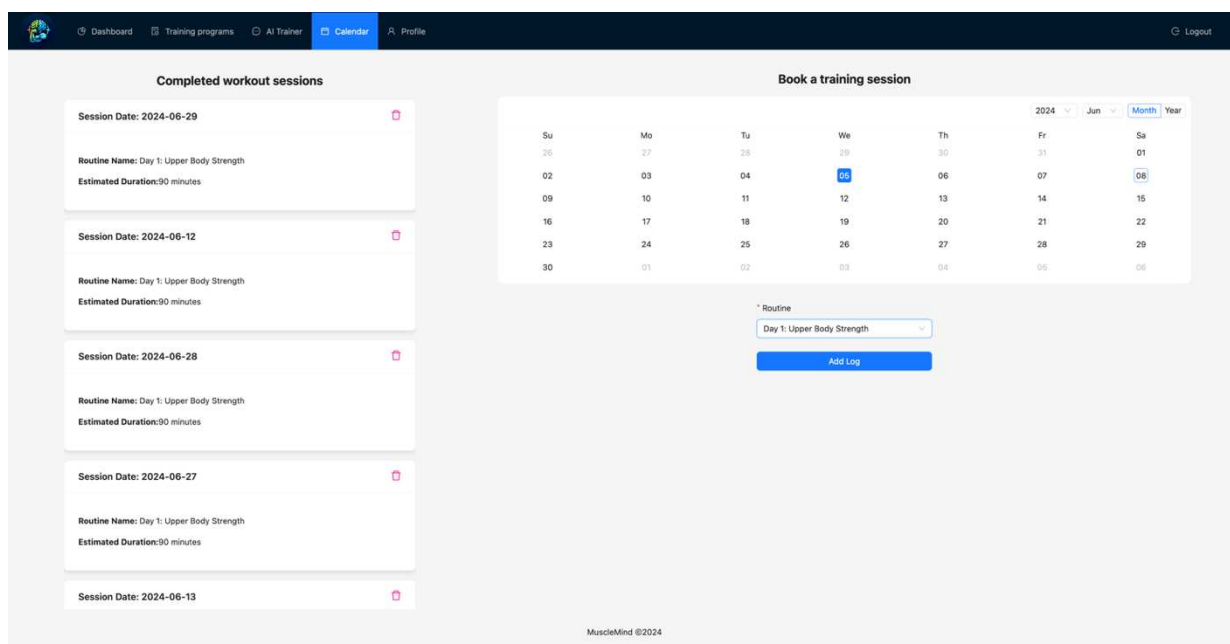 Dashboard Training programs AI Trainer Calendar Profile Logout
Completed workout sessions
Session Date: 2024-06-29
Routine Name: Day 1: Upper Body Strength
Estimated Duration:90 minutes
Session Date: 2024-06-12
Routine Name: Day 1: Upper Body Strength
Estimated Duration:90 minutes
Session Date: 2024-06-28
Routine Name: Day 1: Upper Body Strength
Estimated Duration:90 minutes
Session Date: 2024-06-27
Routine Name: Day 1: Upper Body Strength
Estimated Duration:90 minutes
Session Date: 2024-06-13
Book a training session
2024 Jun Month Year
Su Mo Tu We Th Fr Sa
26 27 28 29 30 31 01
02 03 04 05 06 07 08
09 10 11 12 13 14 15
16 17 18 19 20 21 22
23 24 25 26 27 28 29
30 01 02 03 04 05 06
* Routine
Day 1: Upper Body Strength
Add Log
MuscleMind ©2024